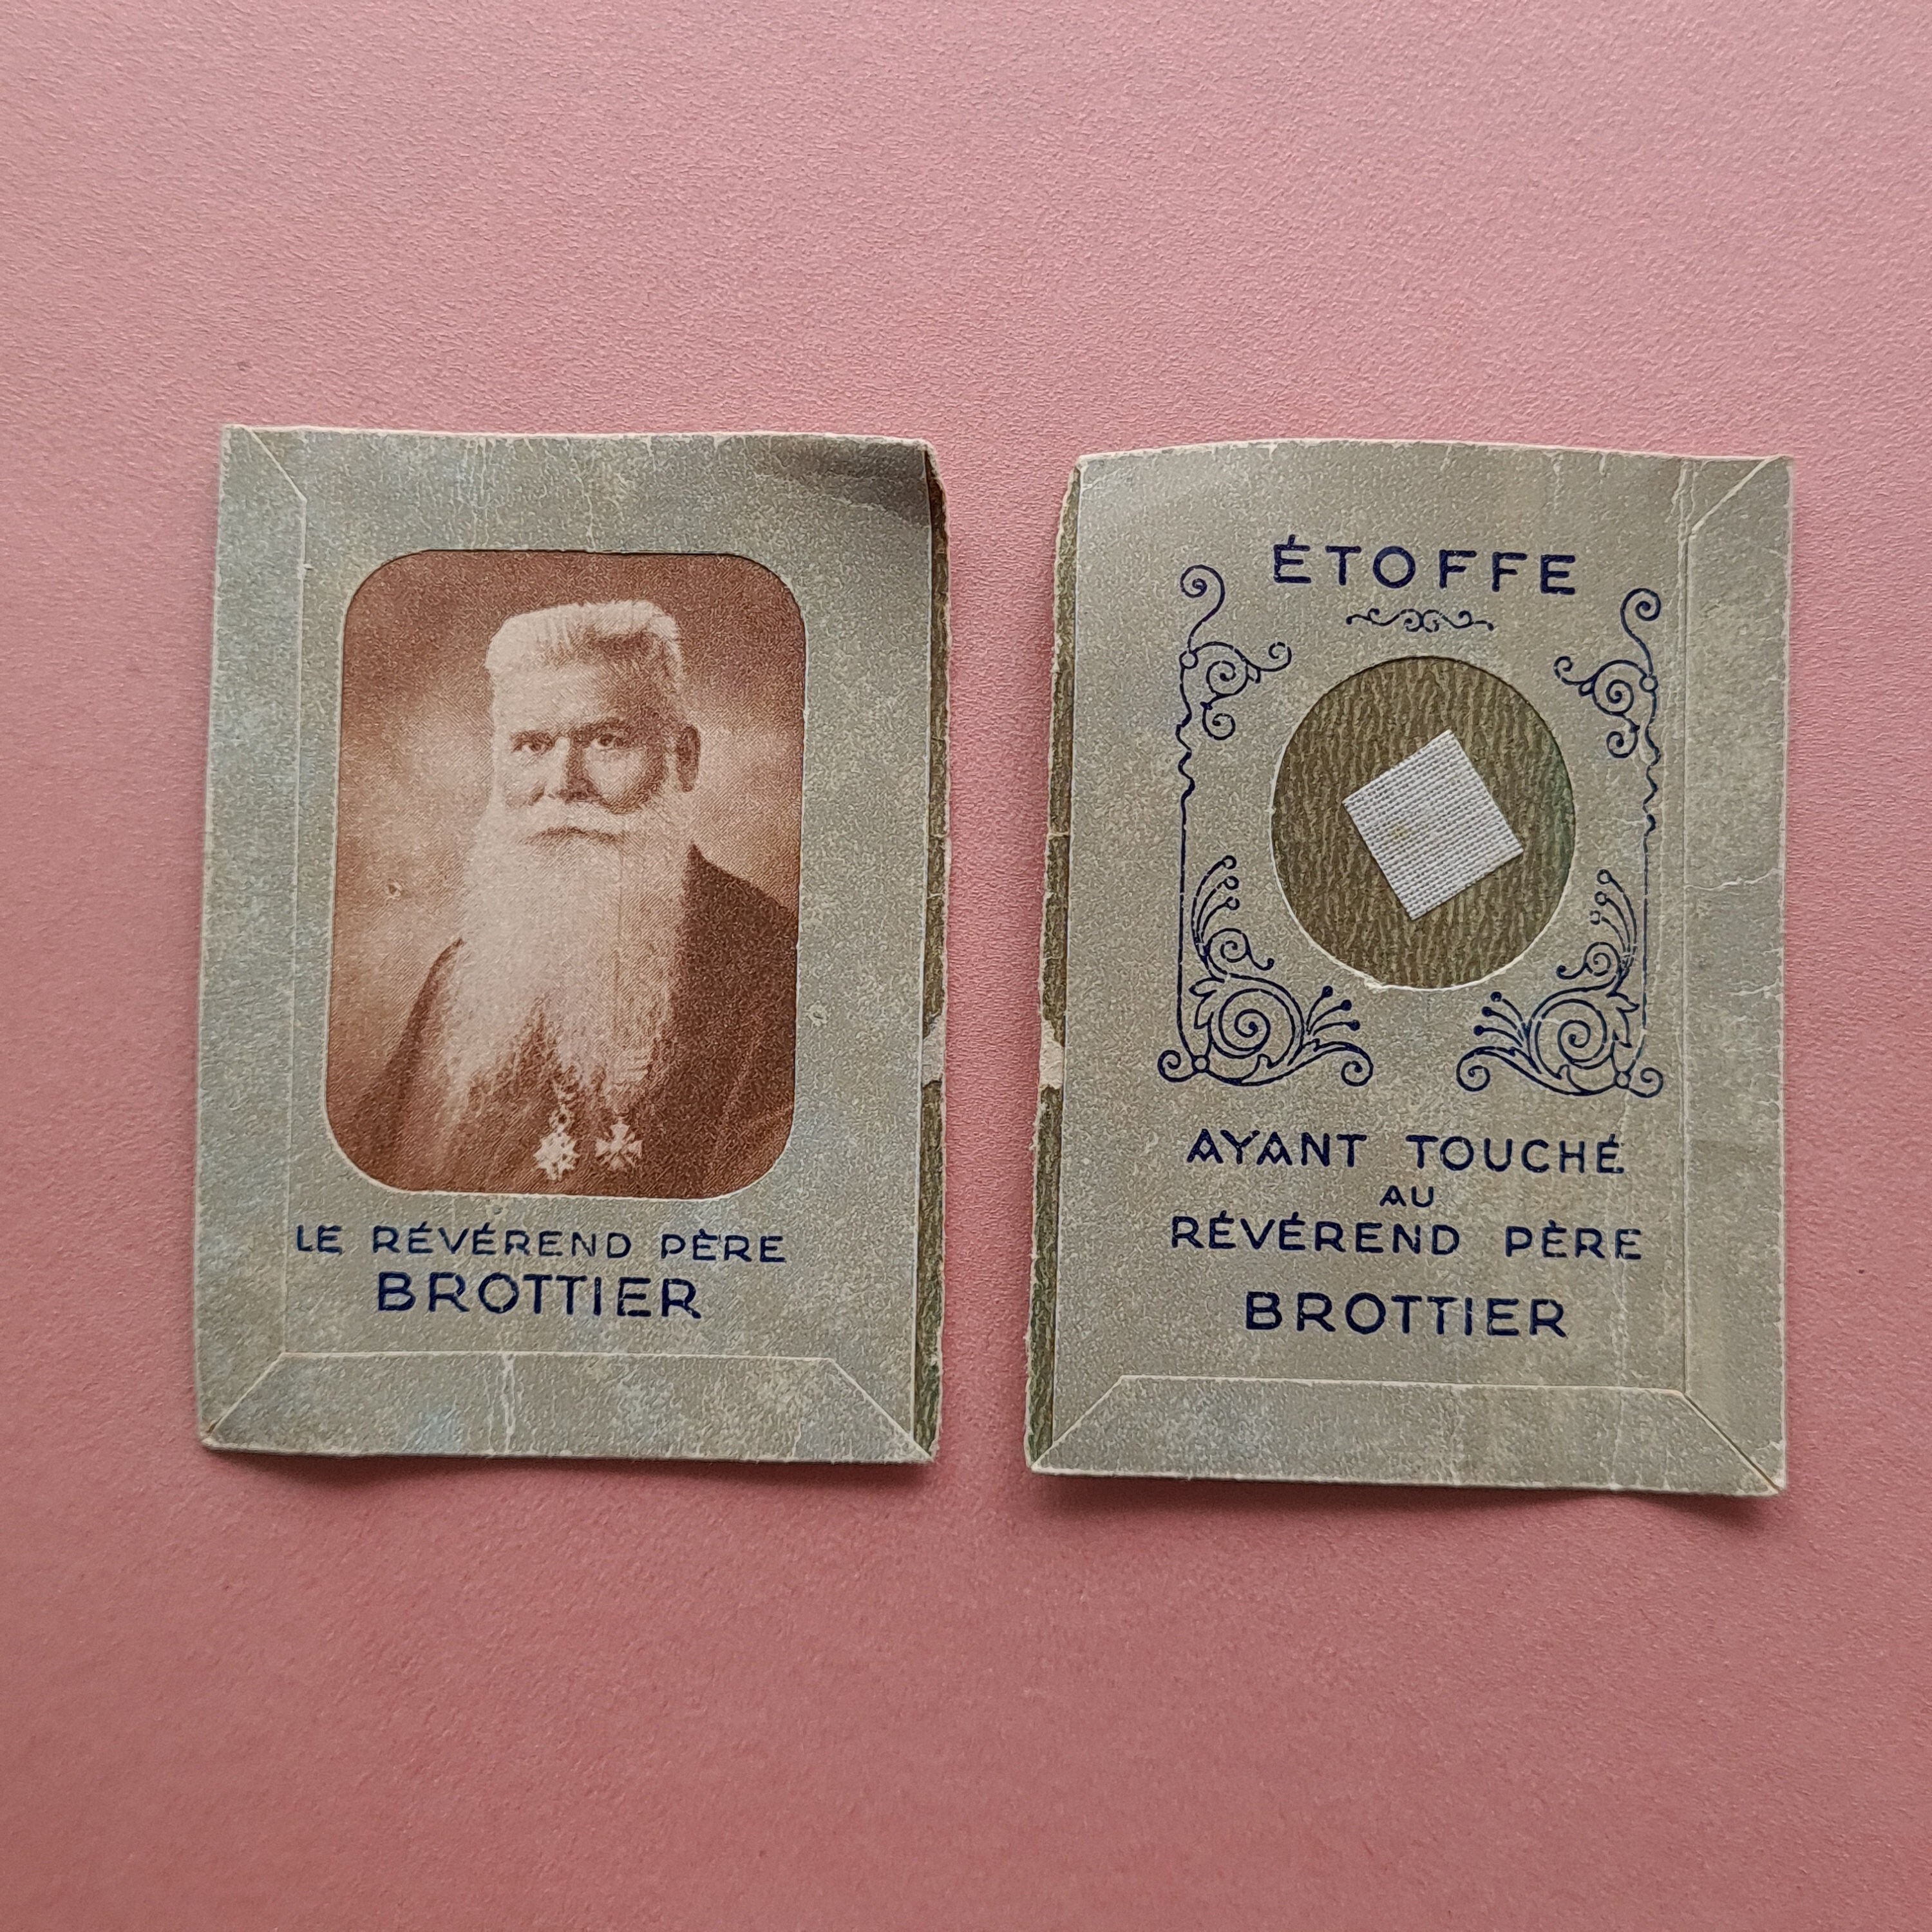 LE RÉVÉREND PÈRE
BROTTIER
ÉTOFFE
AYANT TOUCHÉ
AU
RÉVÉREND PÈRE
BROTTIER